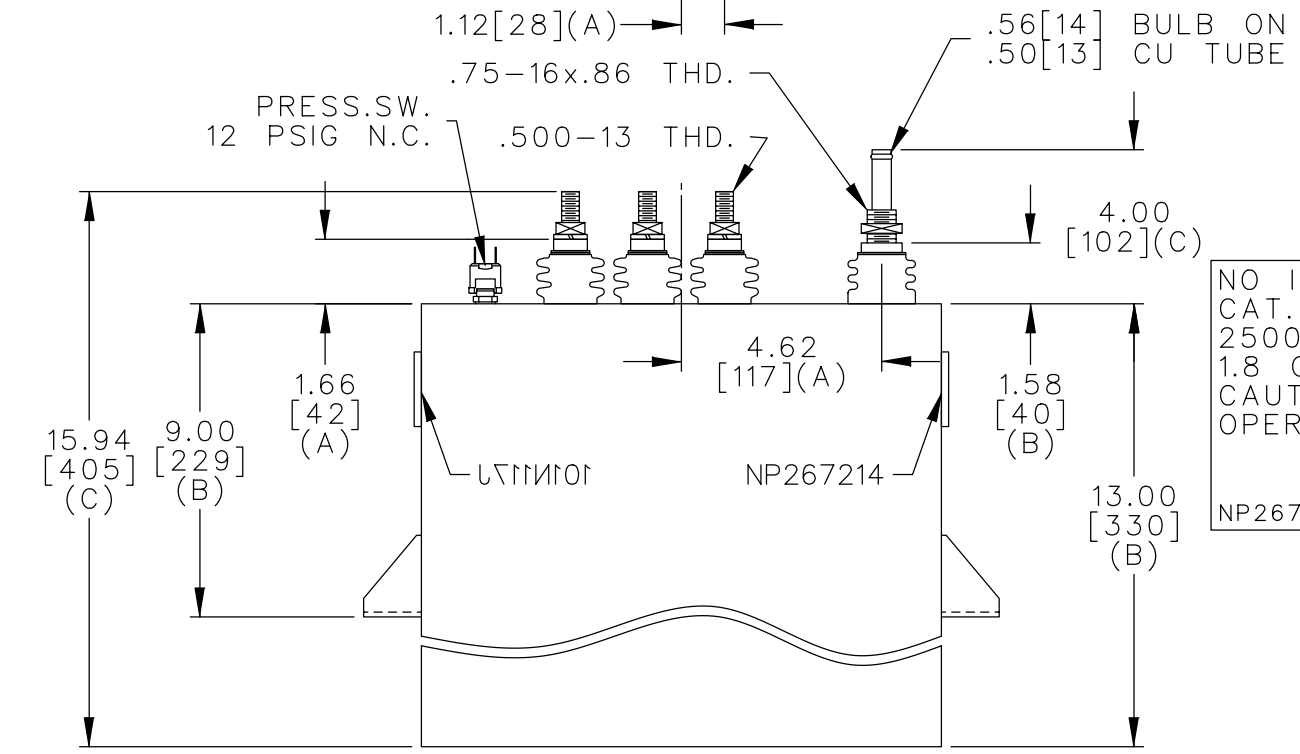 1.12[28](A)
.56[14] BULB ON
.50[13] CU TUBE
.75-16x.86 THD.
PRESS.SW.
12 PSIG N.C.
.500-13 THD.
4.00
[102](C)
4.62
[117](A)
1.66
[42]
(A)
1.58
[40]
(B)
15.94
[405]
(C)
9.00
[229]
(B)
101N117J
NP267214
13.00
[330]
(B)
NO
CAT.
2500
1.8
CAUT
OPER
NP267